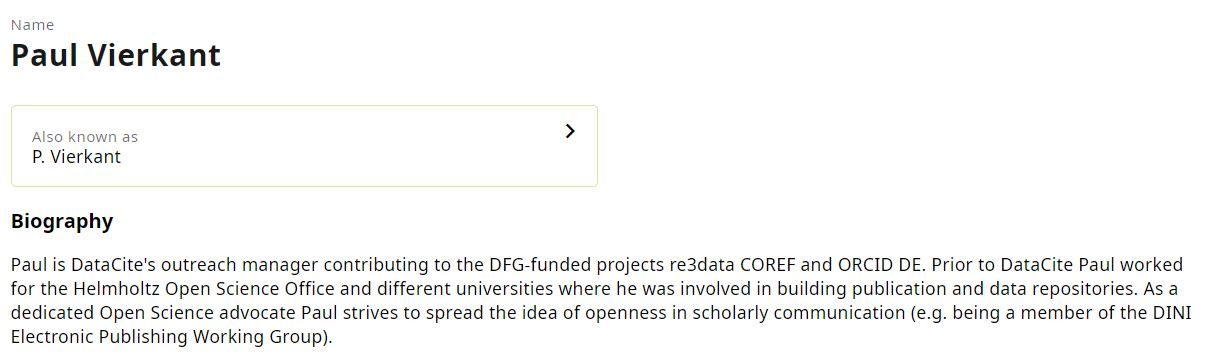 Name
Paul Vierkant
Also known as
P. Vierkant
Biography
Paul is DataCite's outreach manager contributing to the DFG-funded projects re3data COREF and ORCID DE. Prior to DataCite Paul worked
for the Helmholtz Open Science Office and different universities where he was involved in building publication and data repositories. As a
dedicated Open Science advocate Paul strives to spread the idea of openness in scholarly communication (e.g. being a member of the DINI
Electronic Publishing Working Group).